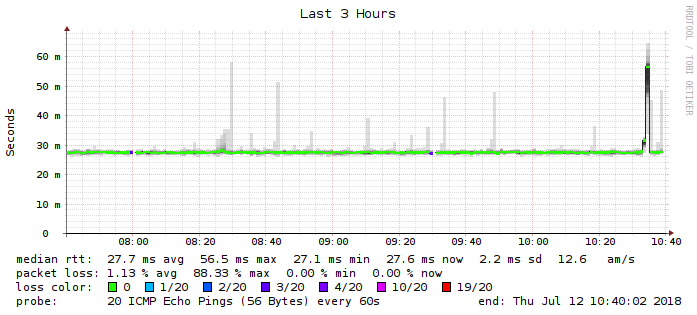 Last 3 Hours
RRDTOOL / TOBI OETIKER
Seconds
60 m
50 m
40 m
30 m
20 m
10 m
0
08:00 08:20 08:40 09:00 09:20 09:40 10:00 10:20 10:40
median rtt: 27.7 ms avg 56.5 ms max 27.1 ms min 27.6 ms now 2.2 ms sd 12.6 am/s
packet loss: 1.13 % avg 88.33 % max 0.00 % min 0.00 % now
loss color: 0 1/20 2/20 3/20 4/20 10/20 19/20
probe: 20 ICMP Echo Pings (56 Bytes) every 60s end: Thu Jul 12 10:40:02 2018